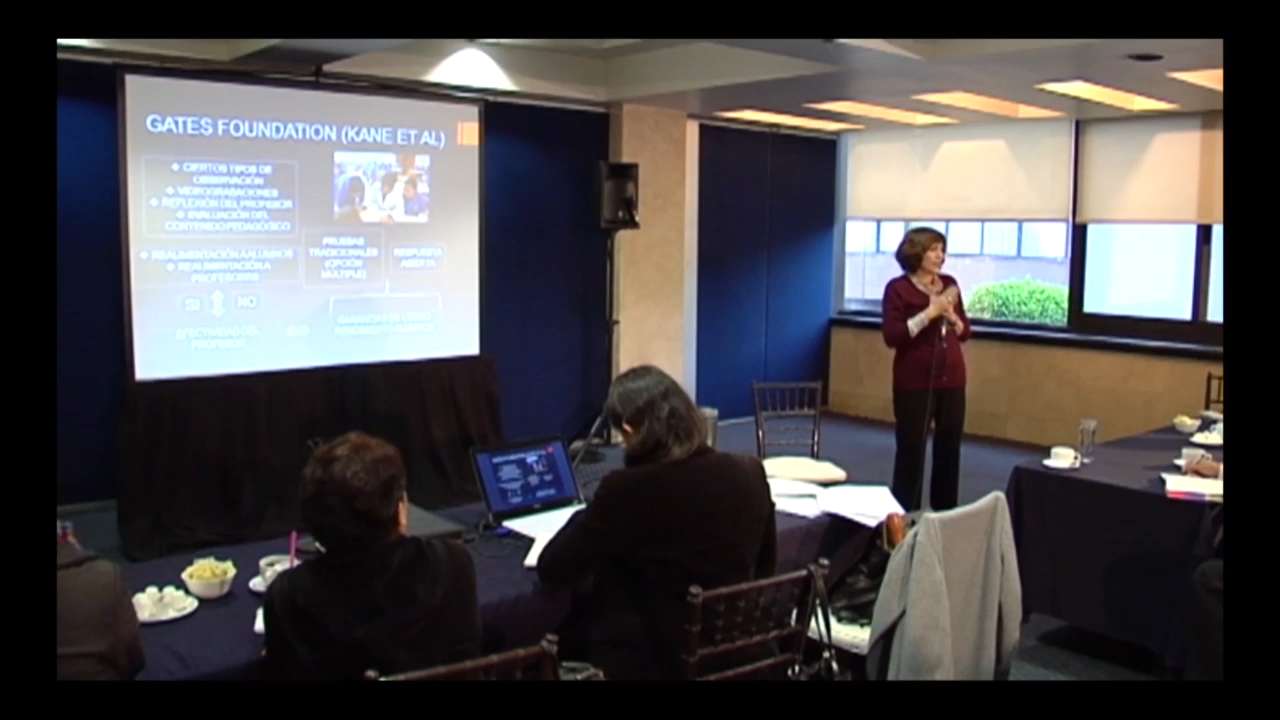 GATES FOUNDATION (KANE ET AL)
❖ CIERTOS TIPOS DE
OBSERVACIÓN
❖ VIDEOGRABACIONES
❖ REFLEXIÓN DEL PROFESOR
❖ EVALUACIÓN DEL
CONTENIDO PEDAGÓGICO
❖ REALIMENTACIÓN A ALUMNOS
❖ REALIMENTACIÓN A
PROFESORES
PRUEBAS
TRADICIONALES
(OPCIÓN
MÚLTIPLE)
RESPUESTA
ABIERTA
SI
NO
EFECTIVIDAD DEL
PROFESOR